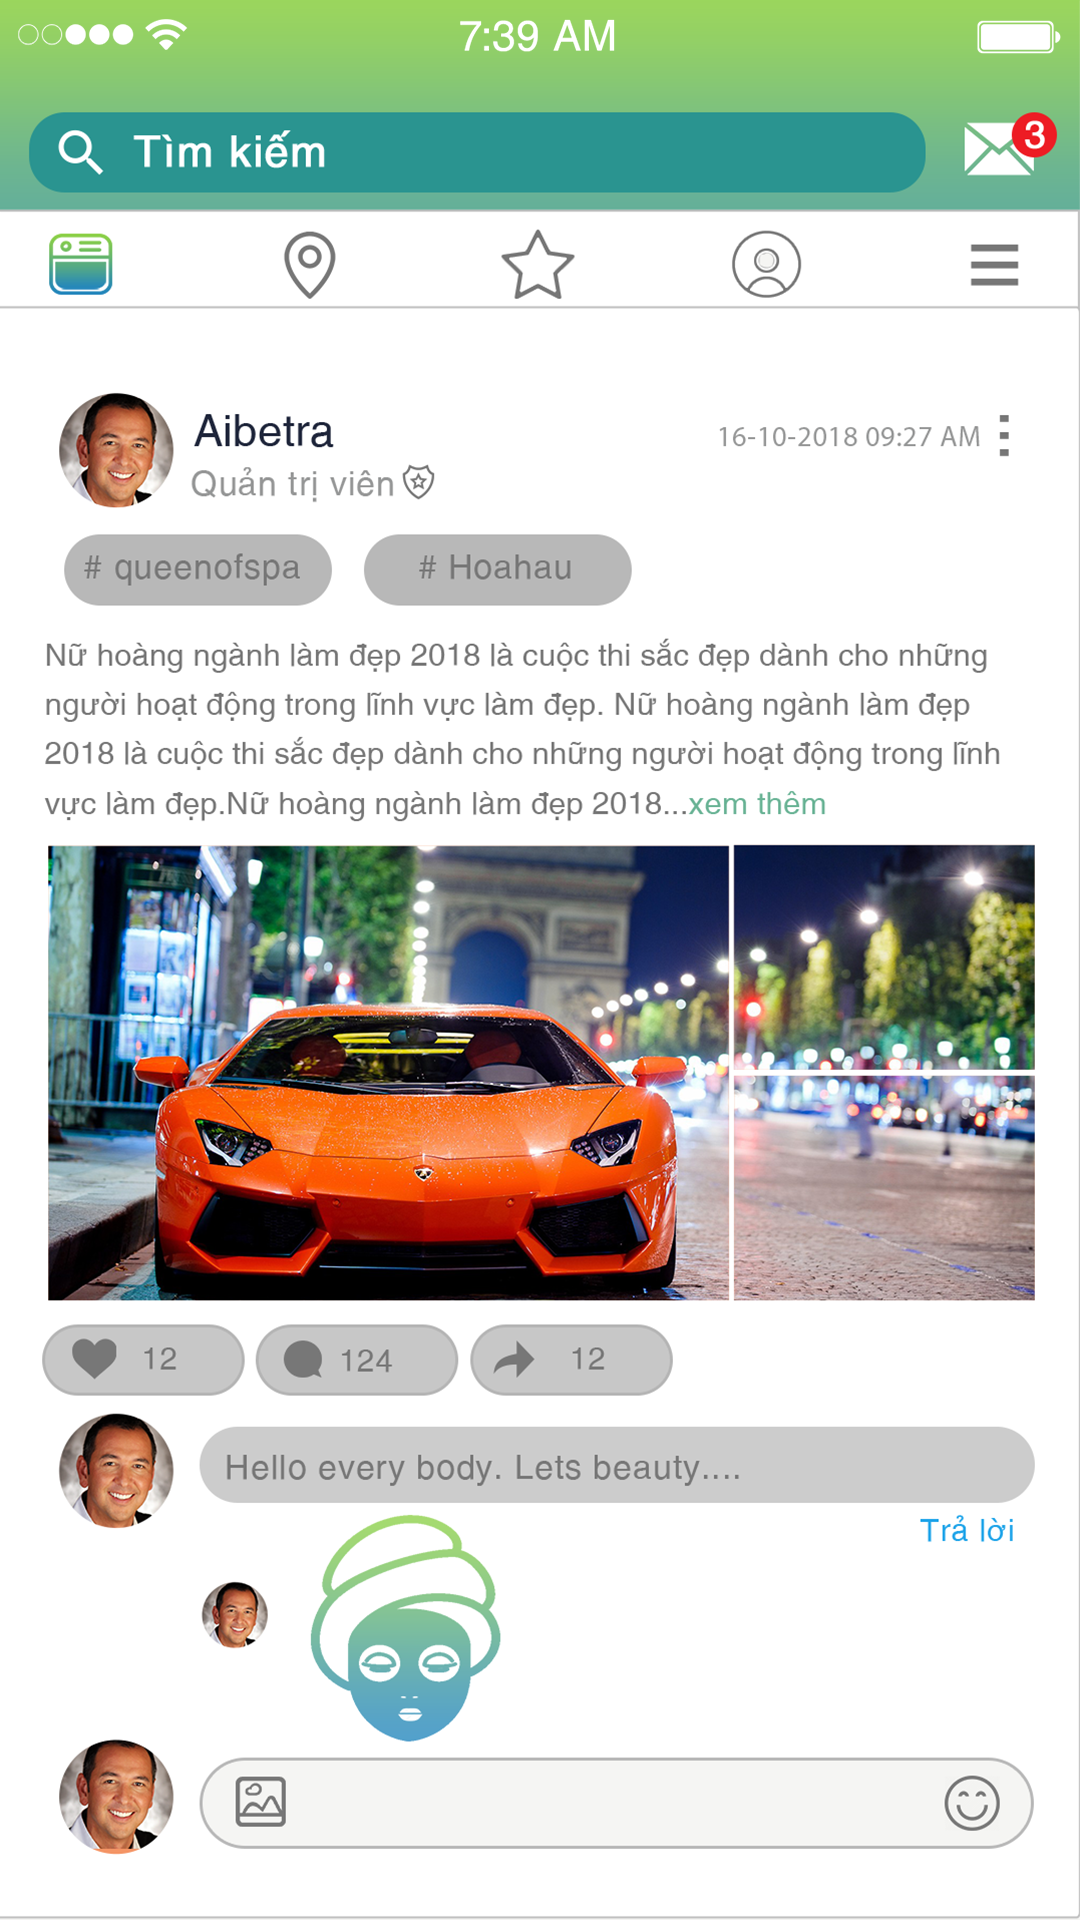 7:39 AM
Tìm kiếm
3
Aibetra
16-10-2018 09:27 AM
Quản trị viên
# queenofspa
# Hoahau
Nữ hoàng ngành làm đẹp 2018 là cuộc thi sắc đẹp dành cho những
người hoạt động trong lĩnh vực làm đẹp. Nữ hoàng ngành làm đẹp
2018 là cuộc thi sắc đẹp dành cho những người hoạt động trong lĩnh
vực làm đẹp.Nữ hoàng ngành làm đẹp 2018...xem thêm
12
124
12
Hello every body. Lets beauty....
Trả lời